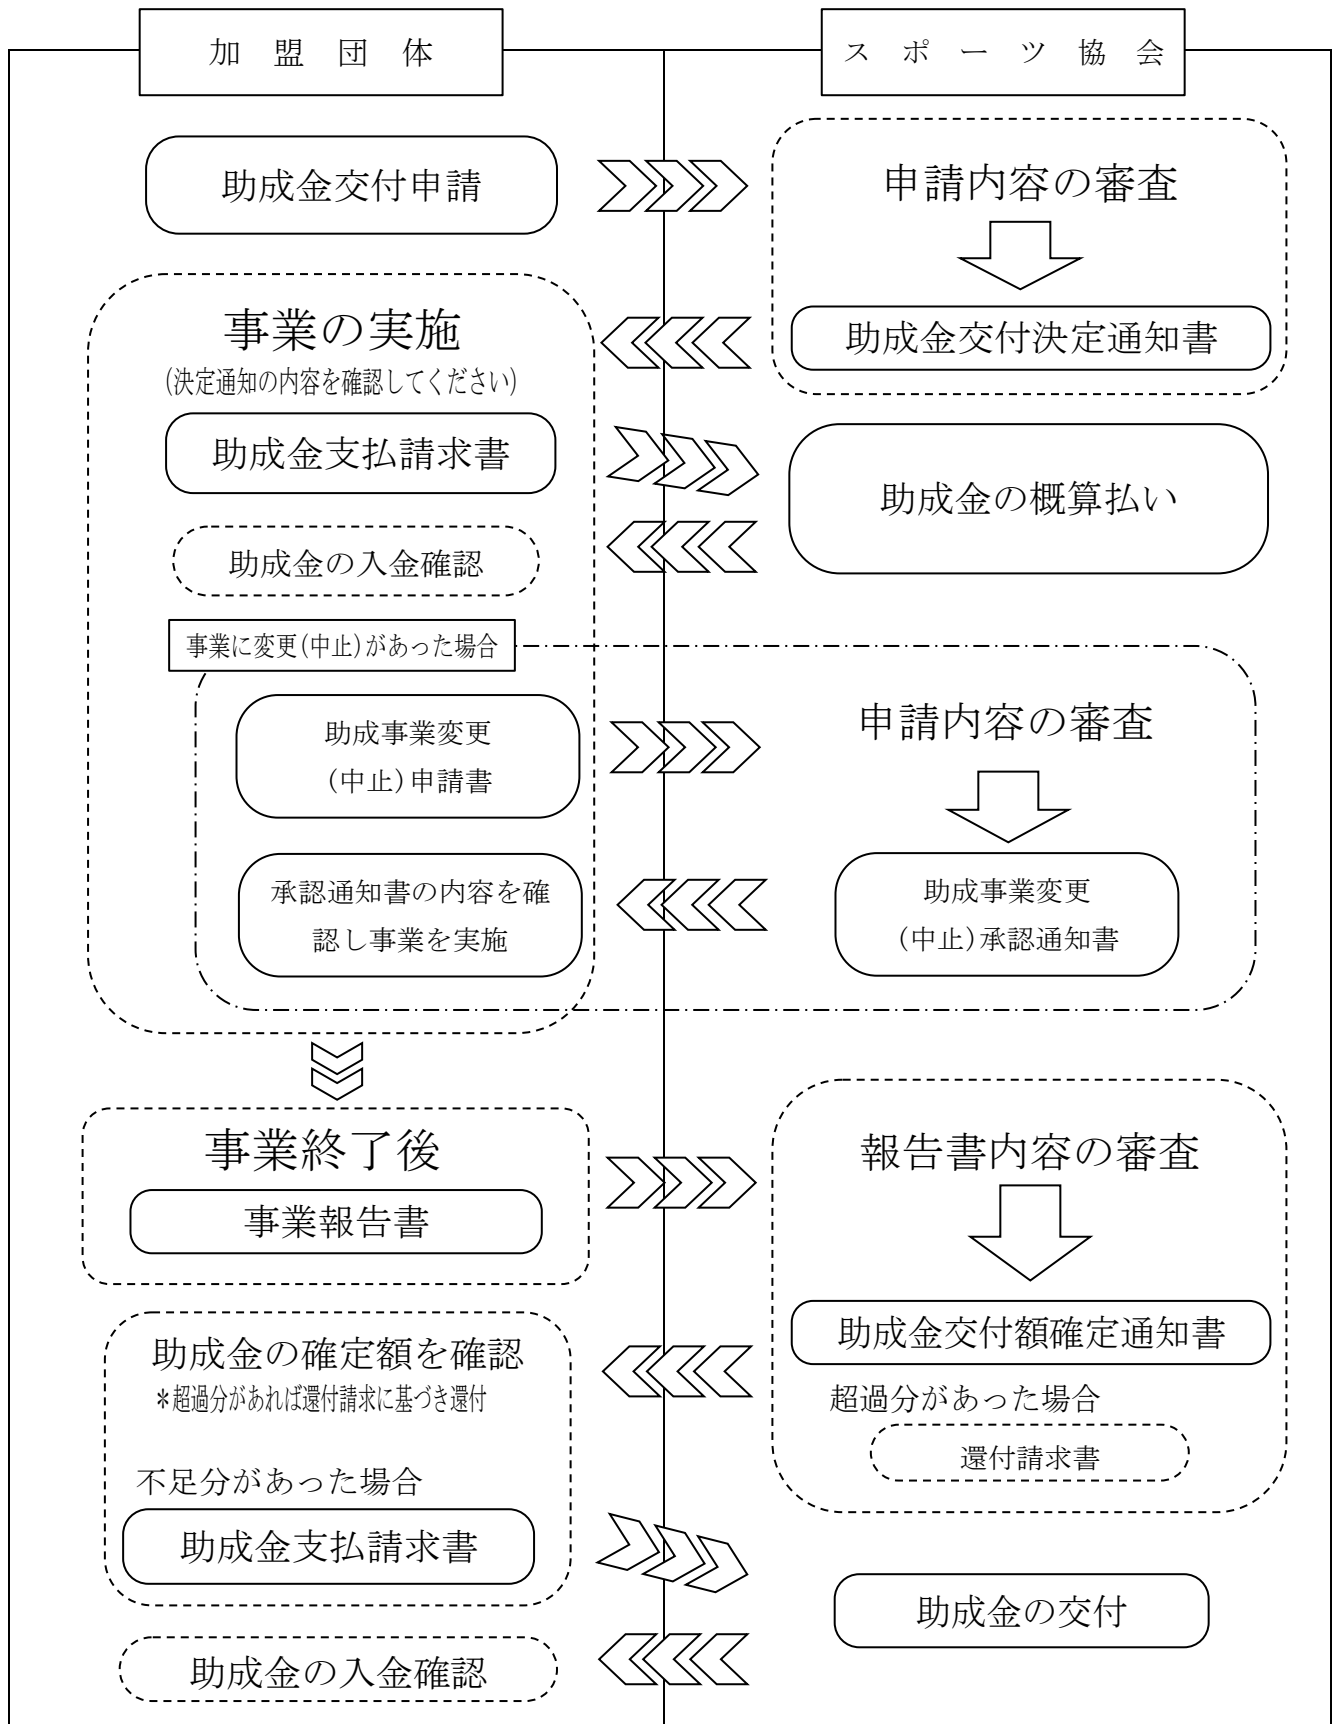 加盟団体
スポーツ協会
助成金交付申請
申請内容の審査
助成金交付決定通知書
事業の実施
(決定通知の内容を確認してください)
助成金支払請求書
助成金の概算払い
助成金の入金確認
事業に変更(中止)があった場合
助成事業変更
(中止)申請書
申請内容の審査
助成事業変更
(中止)承認通知書
承認通知書の内容を確
認し事業を実施
事業終了後
事業報告書
報告書内容の審査
助成金交付額確定通知書
超過分があった場合
還付請求書
助成金の確定額を確認
*超過分があれば還付請求に基づき還付
不足分があった場合
助成金支払請求書
助成金の交付
助成金の入金確認